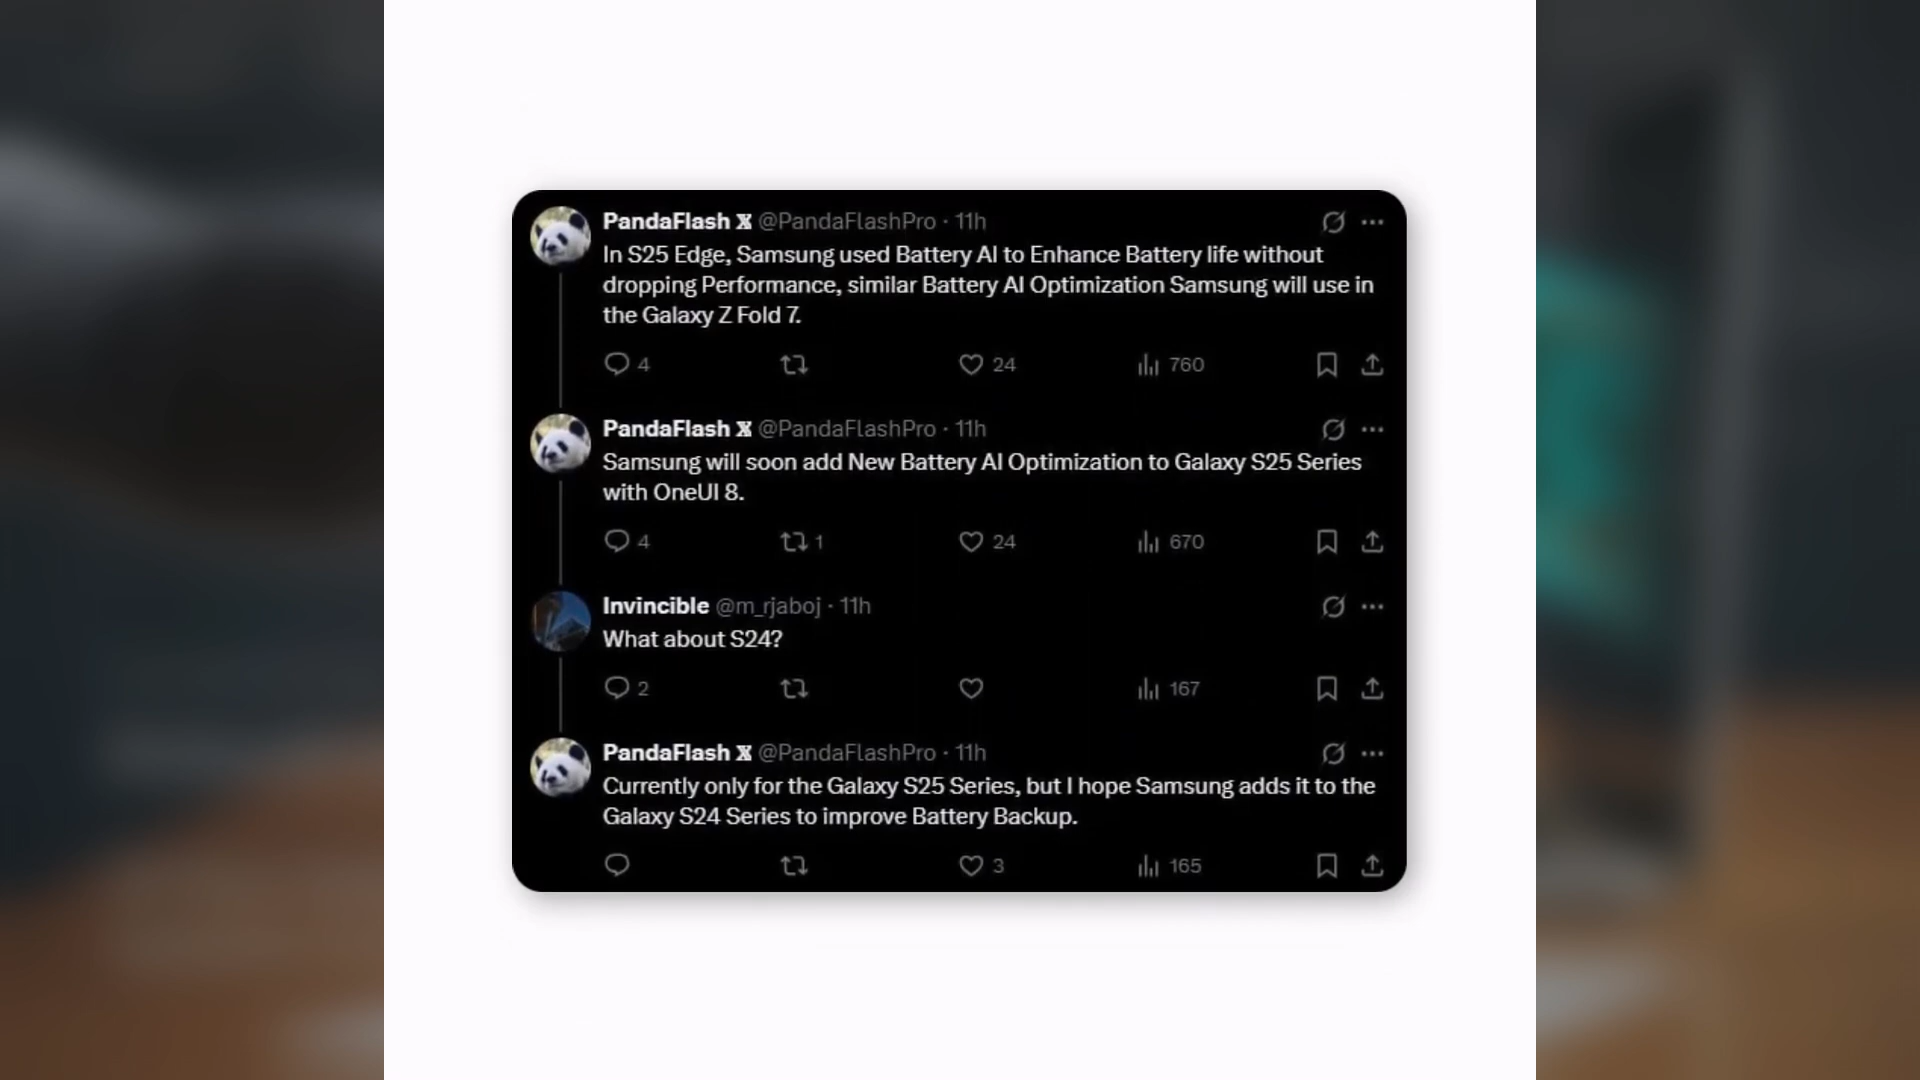 PandaFlash 𝕏 @PandaFlashPro · 11h
In S25 Edge, Samsung used Battery AI to Enhance Battery life without
dropping Performance, similar Battery AI Optimization Samsung will use in
the Galaxy Z Fold 7.
4 24 760
PandaFlash 𝕏 @PandaFlashPro · 11h
Samsung will soon add New Battery AI Optimization to Galaxy S25 Series
with OneUI 8.
4 1 24 670
Invincible @m_rjaboj · 11h
What about S24?
2 167
PandaFlash 𝕏 @PandaFlashPro · 11h
Currently only for the Galaxy S25 Series, but I hope Samsung adds it to the
Galaxy S24 Series to improve Battery Backup.
3 165